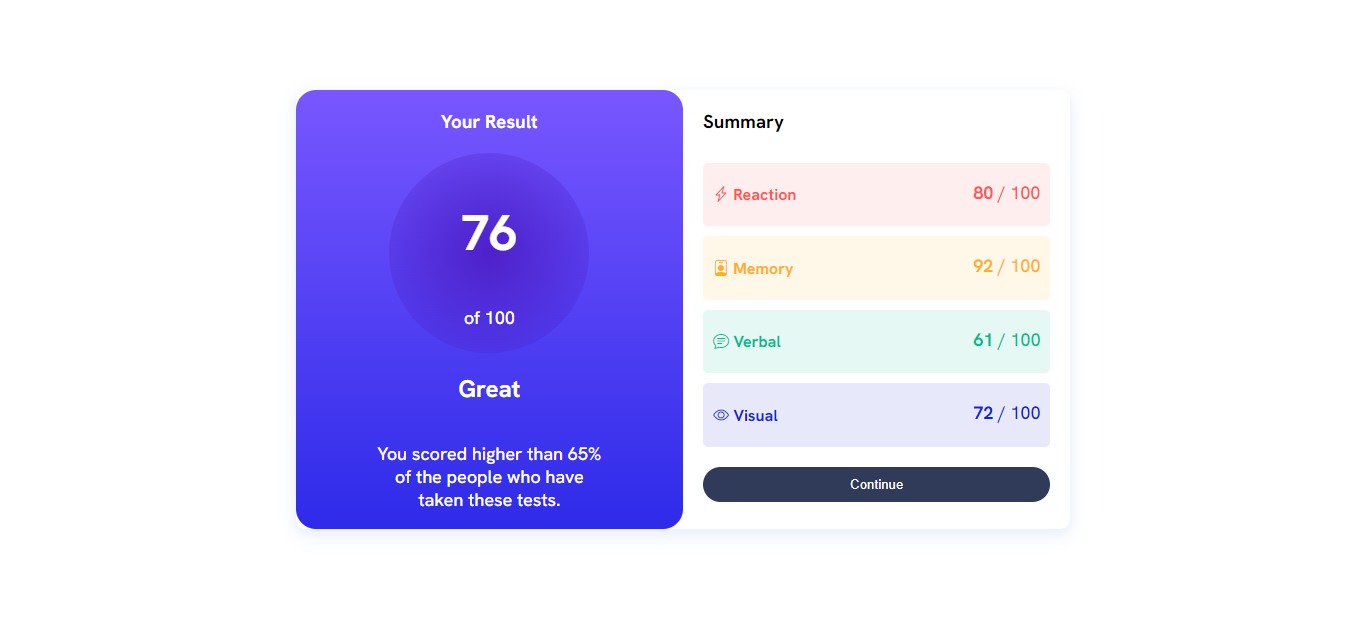 Your Result
76
of 100
Great
You scored higher than 65%
of the people who have
taken these tests.
Summary
Reaction 80 / 100
Memory 92 / 100
Verbal 61 / 100
Visual 72 / 100
Continue